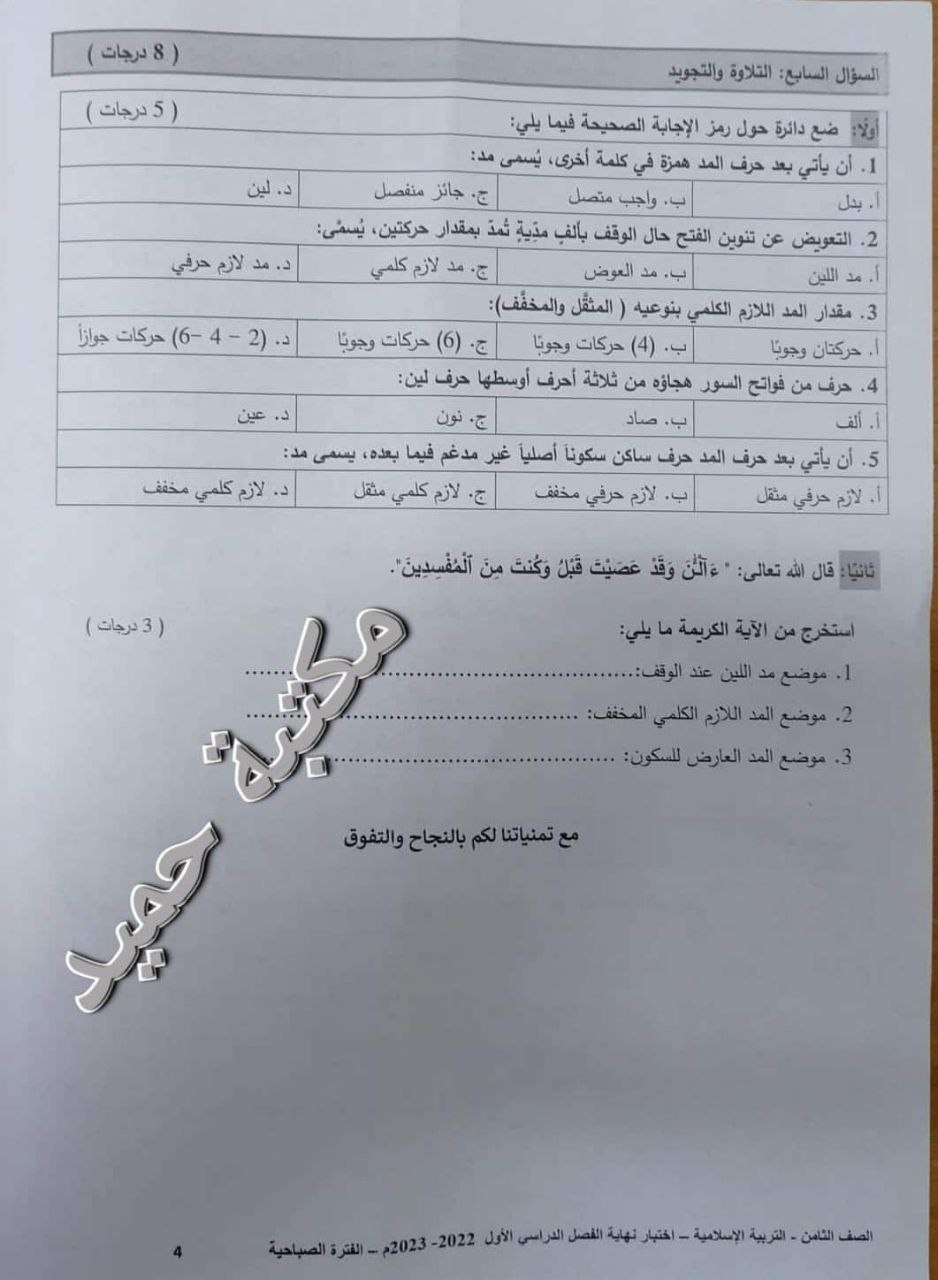 السؤال السابع: التلاوة والتجويد ( 8 درجات )
أولًا: ضع دائرة حول رمز الإجابة الصحيحة فيما يلي: ( 5 درجات )
1. أن يأتي بعد حرف المد همزة في كلمة أخرى، يُسمى مد:
أ. بدل ب. واجب متصل ج. جائز منفصل د. لين
2. التعويض عن تنوين الفتح حال الوقف بألفٍ مدِّيةٍ تُمدّ بمقدار حركتين، يُسمَّى:
أ. مد اللين ب. مد العوض ج. مد لازم كلمي د. مد لازم حرفي
3. مقدار المد اللازم الكلمي بنوعيه ( المثقَّل والمخفَّف):
أ. حركتان وجوبًا ب. (4) حركات وجوبًا ج. (6) حركات وجوبًا د. (2 – 4 –6) حركات جوازاً
4. حرف من فواتح السور هجاؤه من ثلاثة أحرف أوسطها حرف لين:
أ. ألف ب. صاد ج. نون د. عين
5. أن يأتي بعد حرف المد حرف ساكن سكوناً أصلياً غير مدغم فيما بعده، يسمى مد:
أ. لازم حرفي مثقل ب. لازم حرفي مخفف ج. لازم كلمي مثقل د. لازم كلمي مخفف
ثانيًا: قال الله تعالى: " ءَآلْـَٰٔنَ وَقَدْ عَصَيْتَ قَبْلُ وَكُنتَ مِنَ ٱلْمُفْسِدِينَ".
استخرج من الآية الكريمة ما يلي: ( 3 درجات )
1. موضع مد اللين عند الوقف:..........................................................
2. موضع المد اللازم الكلمي المخفف: ..................................................
3. موضع المد العارض للسكون: ..................................................
مع تمنياتنا لكم بالنجاح والتفوق
مكتبة حميد
الصف الثامن - التربية الإسلامية – اختبار نهاية الفصل الدراسي الأول 2022- 2023م – الفترة الصباحية
4